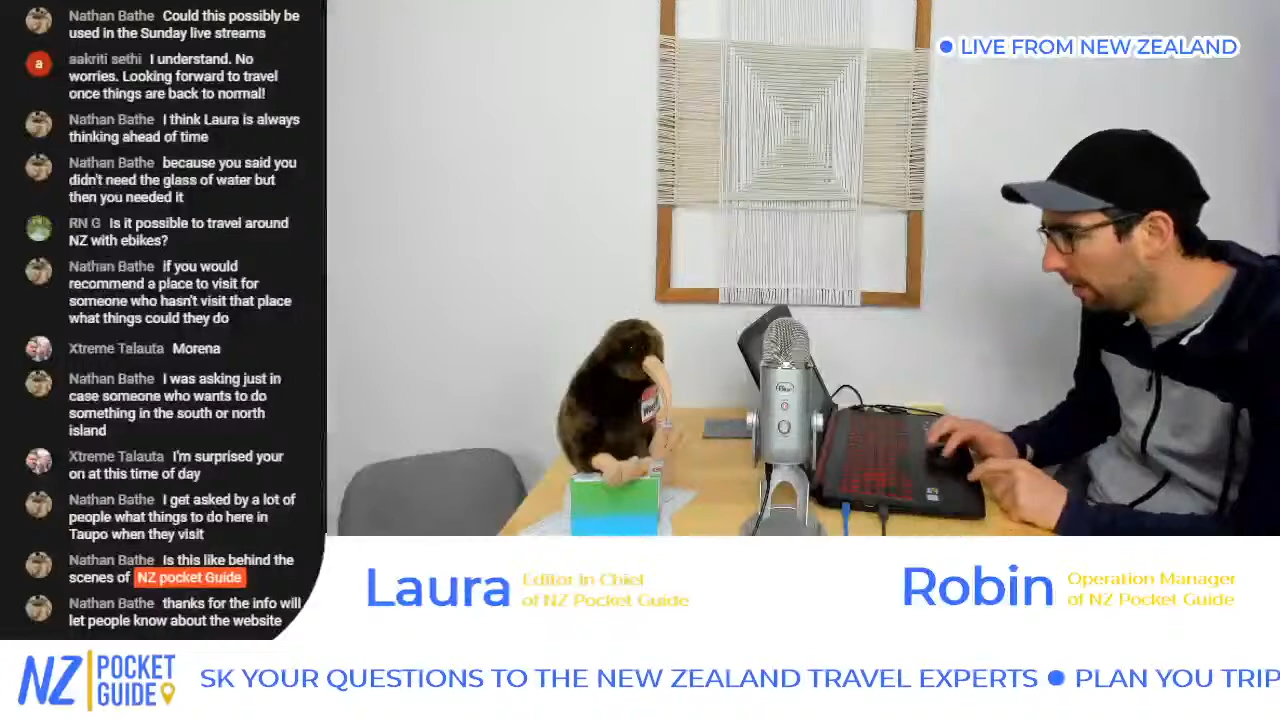 Nathan Bathe Could this possibly be
used in the Sunday live streams
a
aakriti sethi I understand. No
worries. Looking forward to travel
once things are back to normal!
Nathan Bathe I think Laura is always
thinking ahead of time
Nathan Bathe because you said you
didn't need the glass of water but
then you needed it
RN G Is it possible to travel around
NZ with ebikes?
Nathan Bathe if you would
recommend a place to visit for
someone who hasn't visit that place
what things could they do
Xtreme Talauta Morena
Nathan Bathe I was asking just in
case someone who wants to do
something in the south or north
island
Xtreme Talauta I'm surprised your
on at this time of day
Nathan Bathe I get asked by a lot of
people what things to do here in
Taupo when they visit
Nathan Bathe Is this like behind the
scenes of NZ pocket Guide
Nathan Bathe thanks for the info will
let people know about the website
LIVE FROM NEW ZEALAND
Blue
Laura
Editor In Chief
of NZ Pocket Guide
Robin
Operation Manager
of NZ Pocket Guide
NZ POCKET
GUIDE
SK YOUR QUESTIONS TO THE NEW ZEALAND TRAVEL EXPERTS ● PLAN YOU TRIP